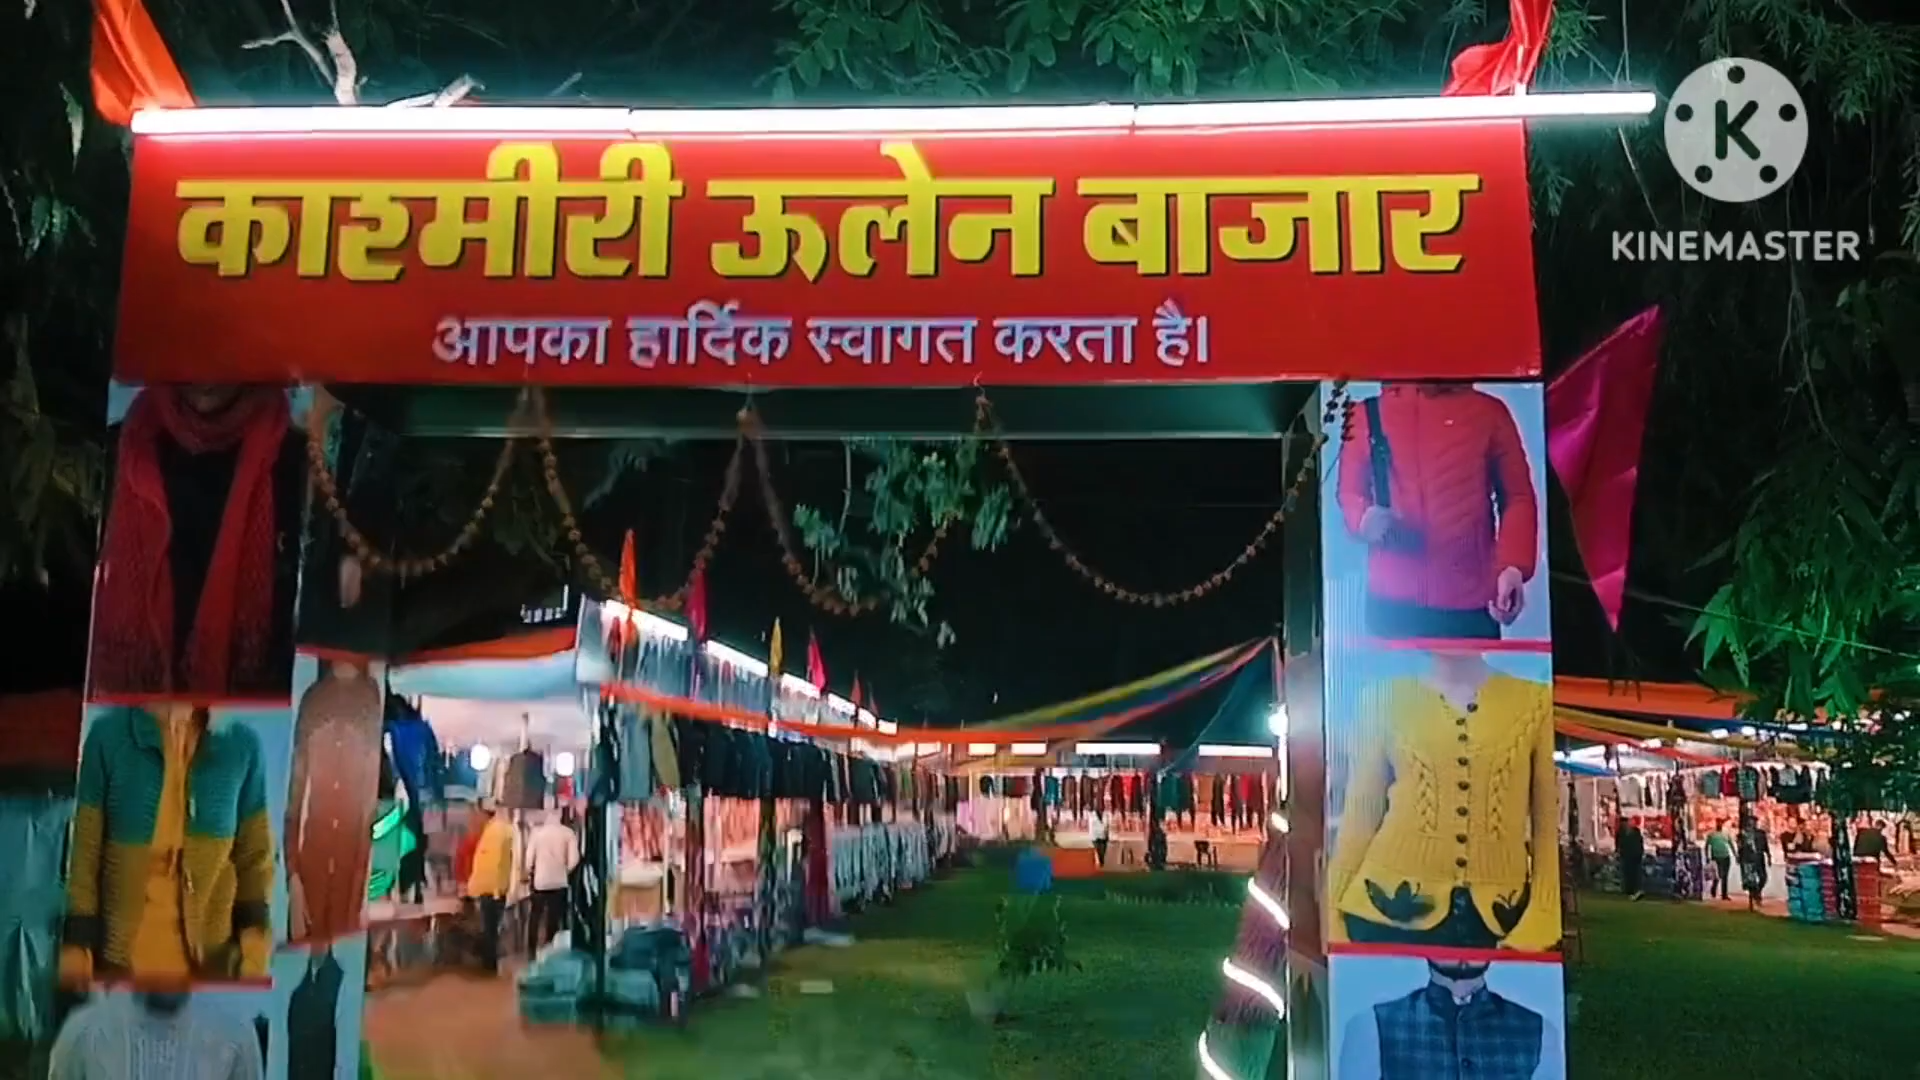 काश्मीरी ऊलेन बाजार
आपका हार्दिक स्वागत करता है।
K
KINEMASTER